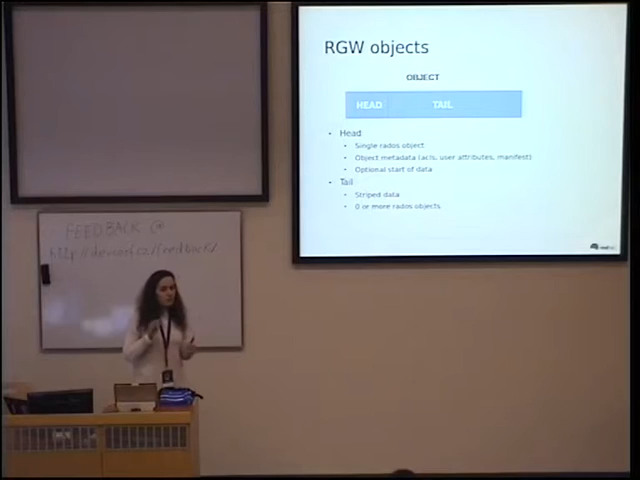 RGW objects
OBJECT
HEAD TAIL
Head
Single rados object
Object metadata (acls, user attributes, manifest)
Optional start of data
Tail
Striped data
0 or more rados objects
FEEDBACK @